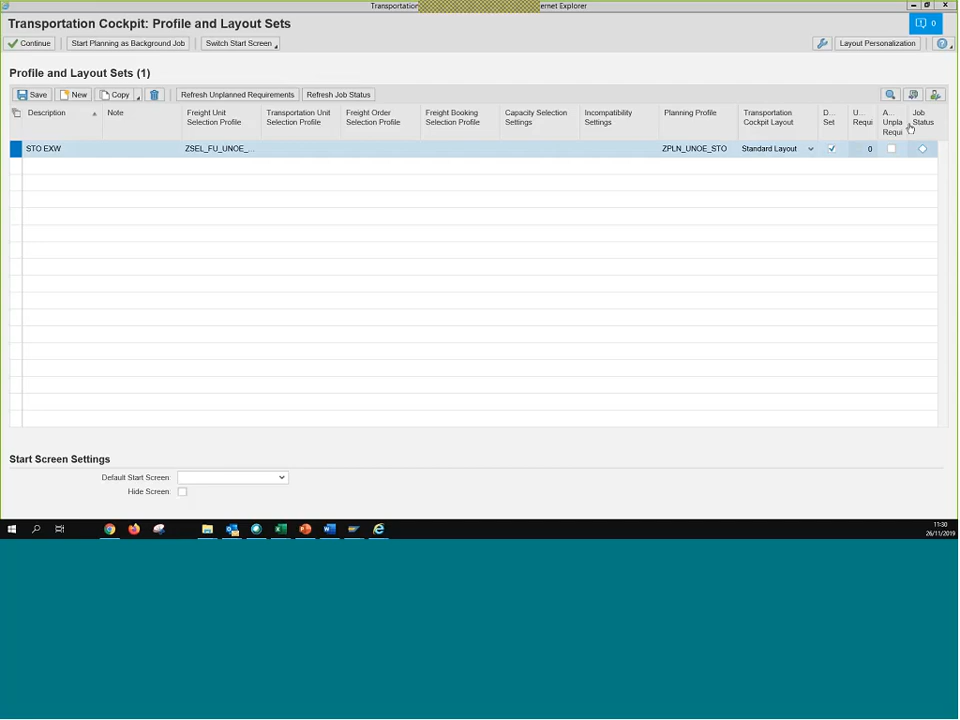 Transportation ernet Explorer
Transportation Cockpit: Profile and Layout Sets
0
Continue Start Planning as Background Job Switch Start Screen Layout Personalization
Profile and Layout Sets (1)
Save New Copy Refresh Unplanned Requirements Refresh Job Status
Description Note Freight Unit Selection Profile Transportation Unit Selection Profile Freight Order Selection Profile Freight Booking Selection Profile Capacity Selection Settings Incompatibility Settings Planning Profile Transportation Cockpit Layout D... Set U... Requi A... Unpla Requi Job Status
STO EXW ZSEL_FU_UNOE_... ZPLN_UNOE_STO Standard Layout 0
Start Screen Settings
Default Start Screen:
Hide Screen:
11:30
26/11/2019